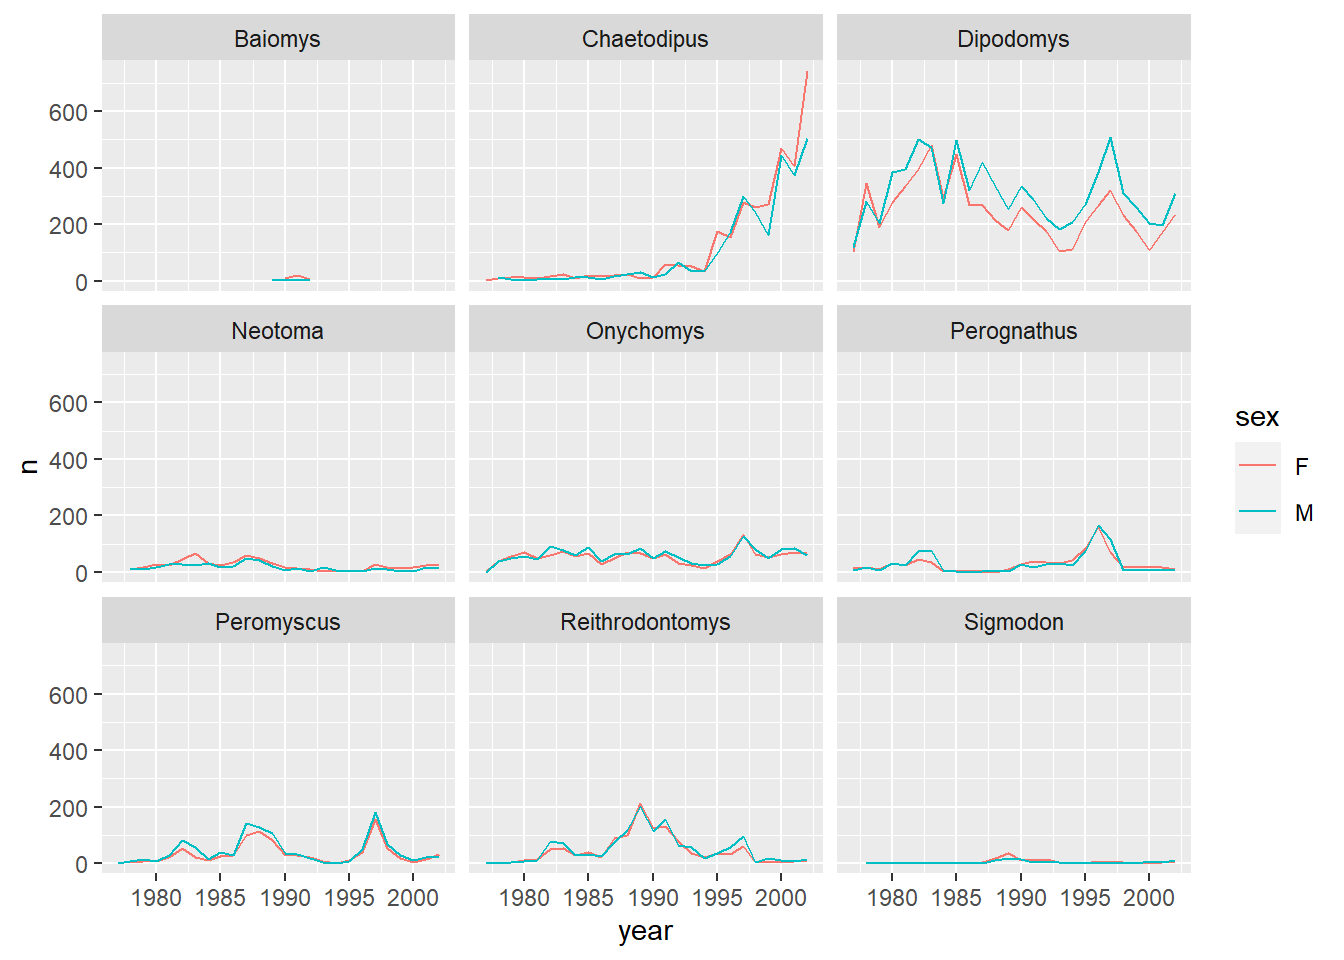 Baiomys Chaetodipus Dipodomys
600
400
200
0
Neotoma Onychomys Perognathus
600
400
200
0
Peromyscus Reithrodontomys Sigmodon
600
400
200
0
1980 1985 1990 1995 2000 1980 1985 1990 1995 2000 1980 1985 1990 1995 2000
year
n
sex
F
M